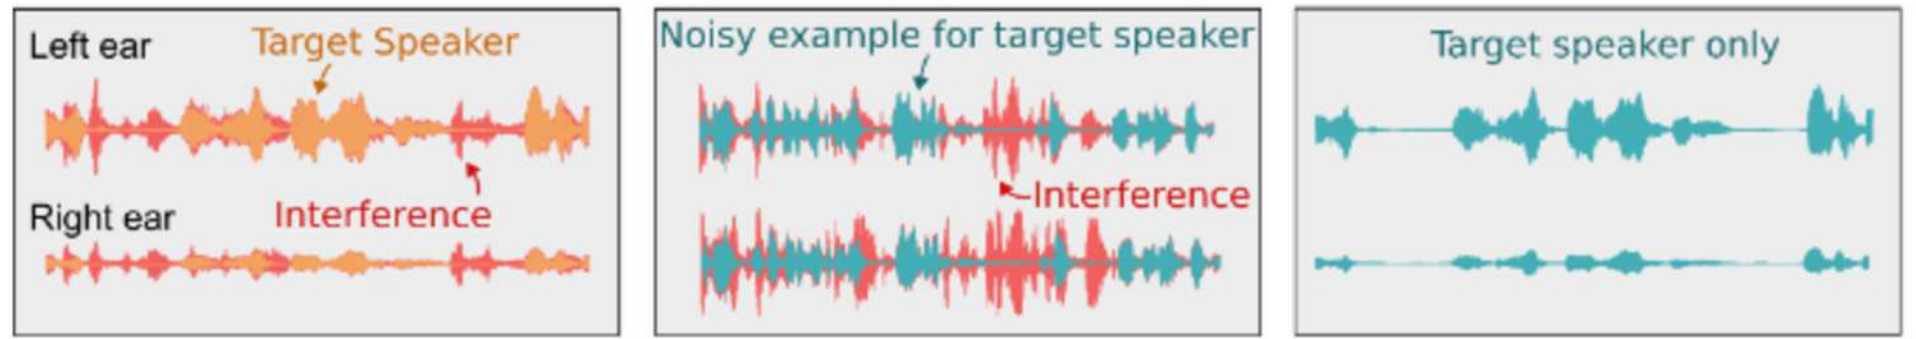 Left ear
Target Speaker
Interference
Right ear
Noisy example for target speaker
Interference
Target speaker only